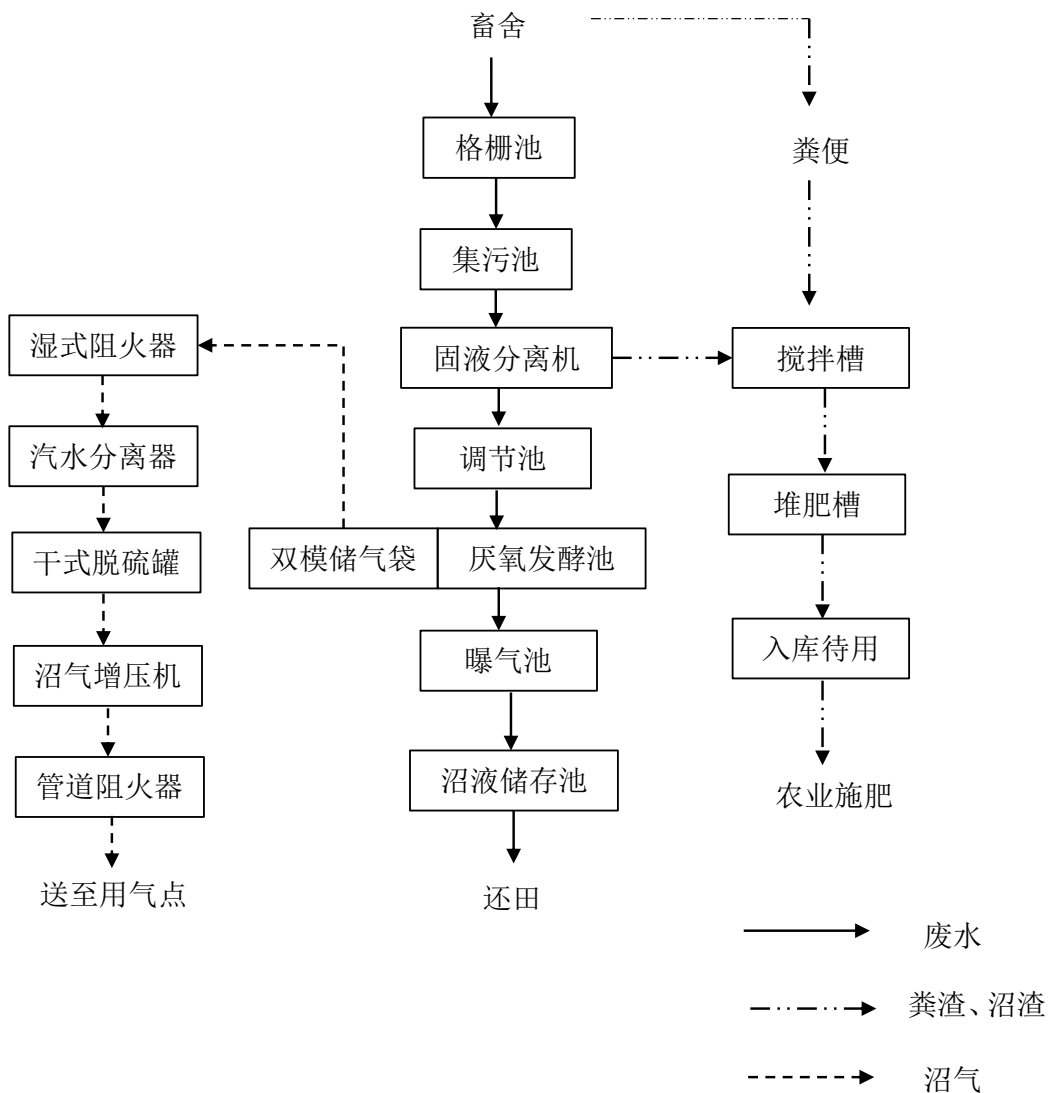 畜舍
格栅池
粪便
集污池
湿式阻火器
固液分离机
搅拌槽
汽水分离器
调节池
堆肥槽
干式脱硫罐
双模储气袋
厌氧发酵池
沼气增压机
曝气池
入库待用
管道阻火器
沼液储存池
农业施肥
送至用气点
还田
废水
粪渣、沼渣
沼气